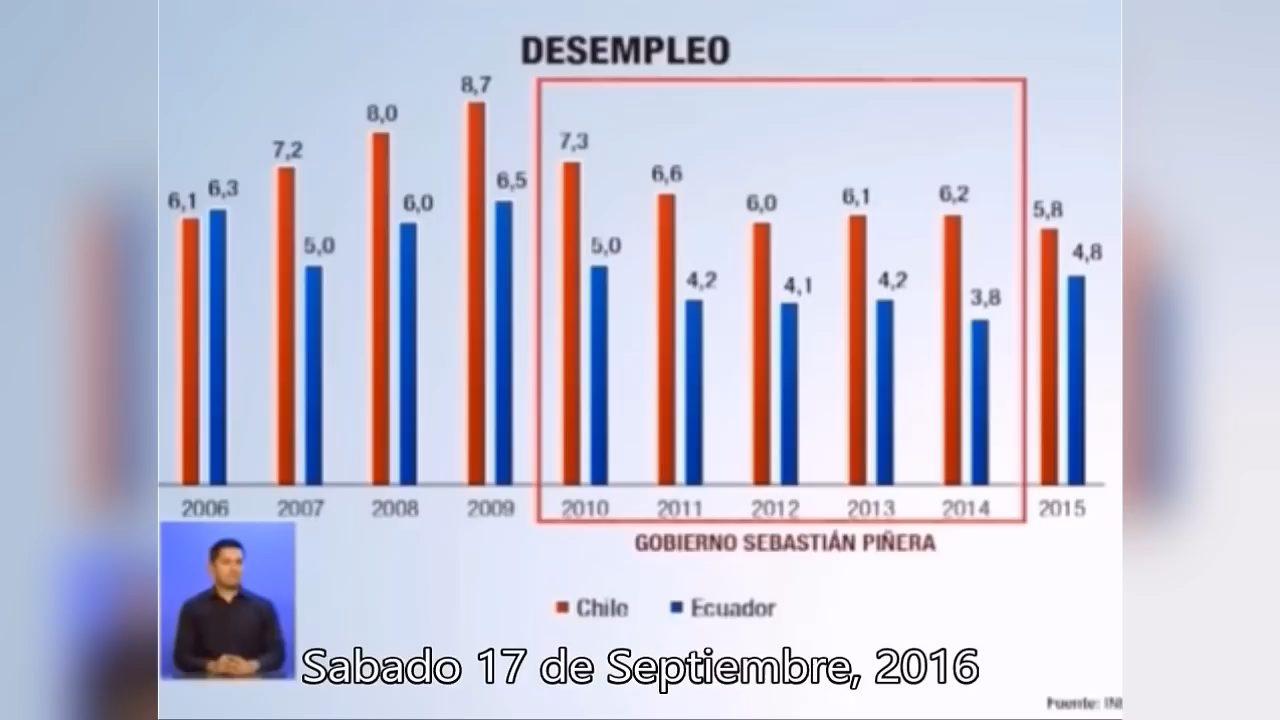 DESEMPLEO
6,1 6,3 7,2 5,0 8,0 6,0 8,7 6,5 7,3 5,0 6,6 4,2 6,0 4,1 6,1 4,2 6,2 3,8 5,8 4,8
2006 2007 2008 2009 2010 2011 2012 2013 2014 2015
GOBIERNO SEBASTIÁN PIÑERA
Chile Ecuador
Sabado 17 de Septiembre, 2016
Fuente: